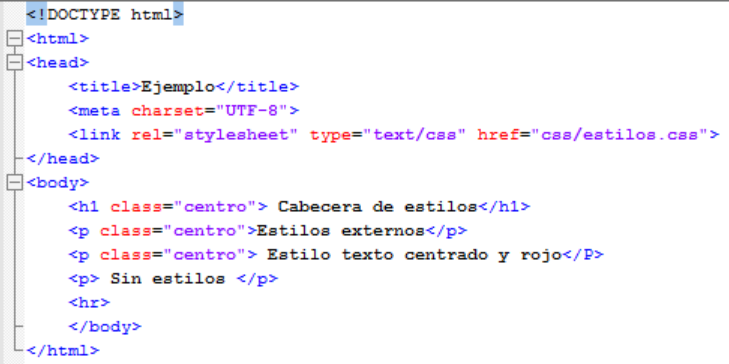 <!DOCTYPE html>
<html>
<head>
<title>Ejemplo</title>
<meta charset="UTF-8">
<link rel="stylesheet" type="text/css" href="css/estilos.css">
</head>
<body>
<h1 class="centro"> Cabecera de estilos</h1>
<p class="centro">Estilos externos</p>
<p class="centro"> Estilo texto centrado y rojo</P>
<p> Sin estilos </p>
<hr>
</body>
</html>